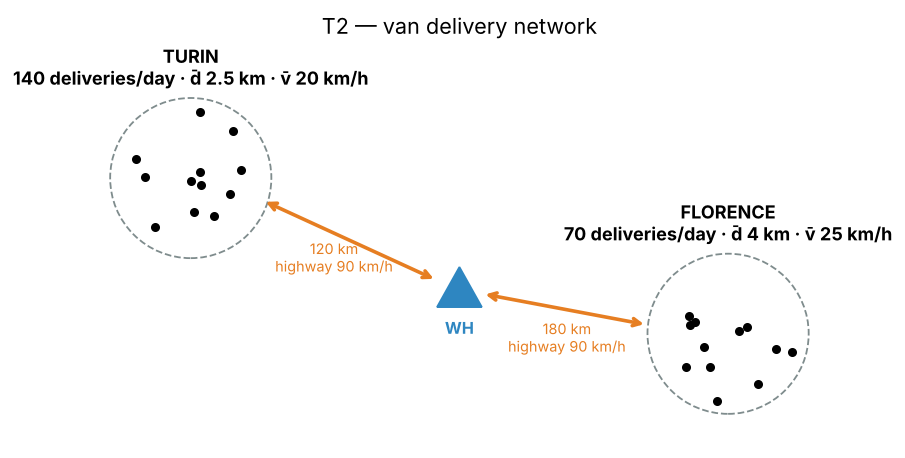 T2 — van delivery network
TURIN
140 deliveries/day · d̄ 2.5 km · v̄ 20 km/h
FLORENCE
70 deliveries/day · d̄ 4 km · v̄ 25 km/h
120 km
highway 90 km/h
WH
180 km
highway 90 km/h